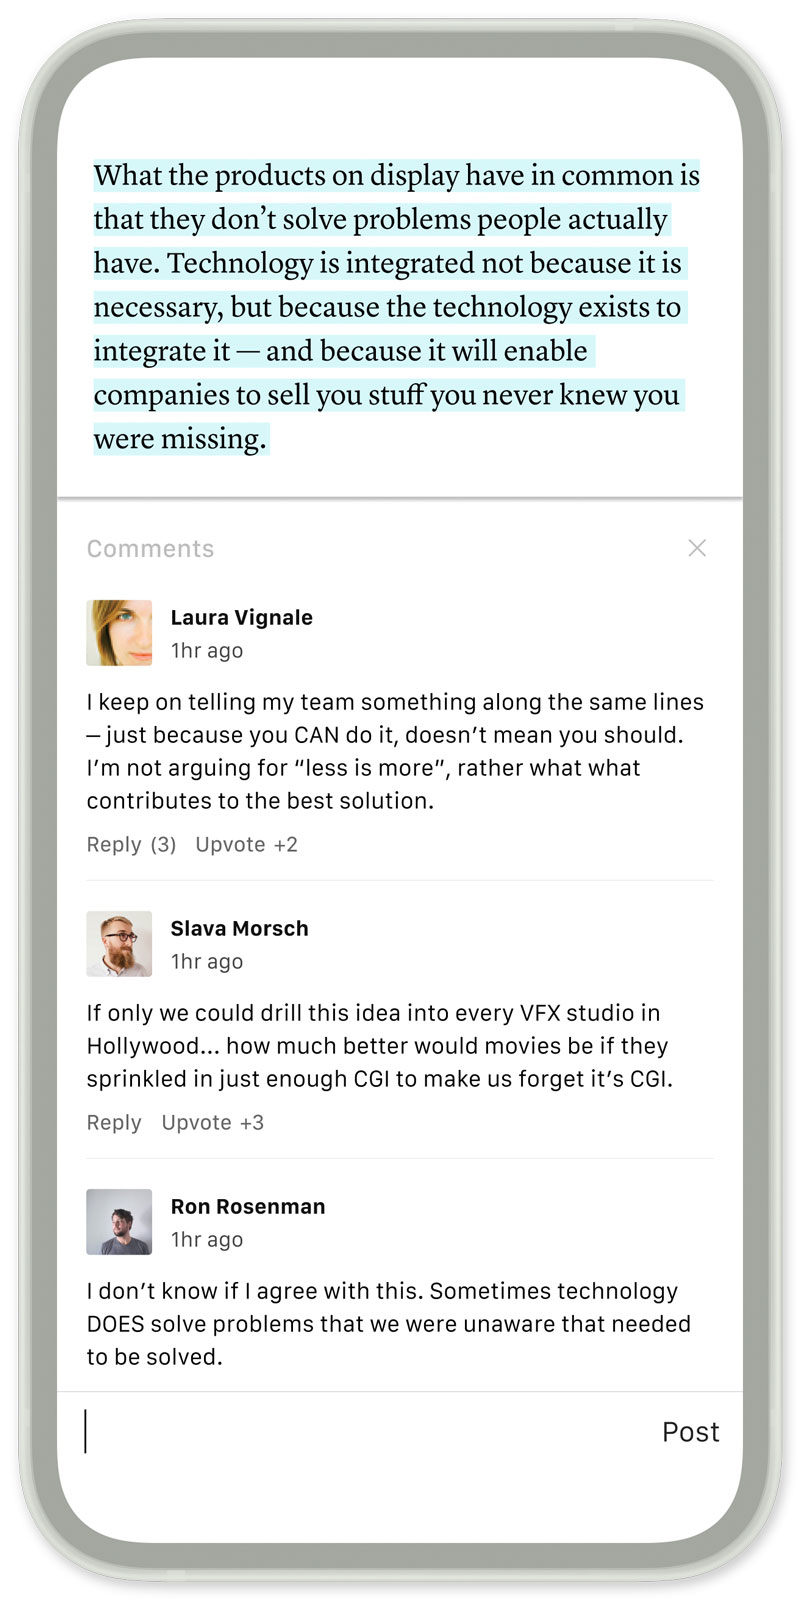 What the products on display have in common is
that they don’t solve problems people actually
have. Technology is integrated not because it is
necessary, but because the technology exists to
integrate it — and because it will enable
companies to sell you stuff you never knew you
were missing.
Comments
Laura Vignale
1hr ago
I keep on telling my team something along the same lines
– just because you CAN do it, doesn’t mean you should.
I’m not arguing for “less is more”, rather what what
contributes to the best solution.
Reply (3) Upvote +2
Slava Morsch
1hr ago
If only we could drill this idea into every VFX studio in
Hollywood... how much better would movies be if they
sprinkled in just enough CGI to make us forget it’s CGI.
Reply Upvote +3
Ron Rosenman
1hr ago
I don’t know if I agree with this. Sometimes technology
DOES solve problems that we were unaware that needed
to be solved.
Post